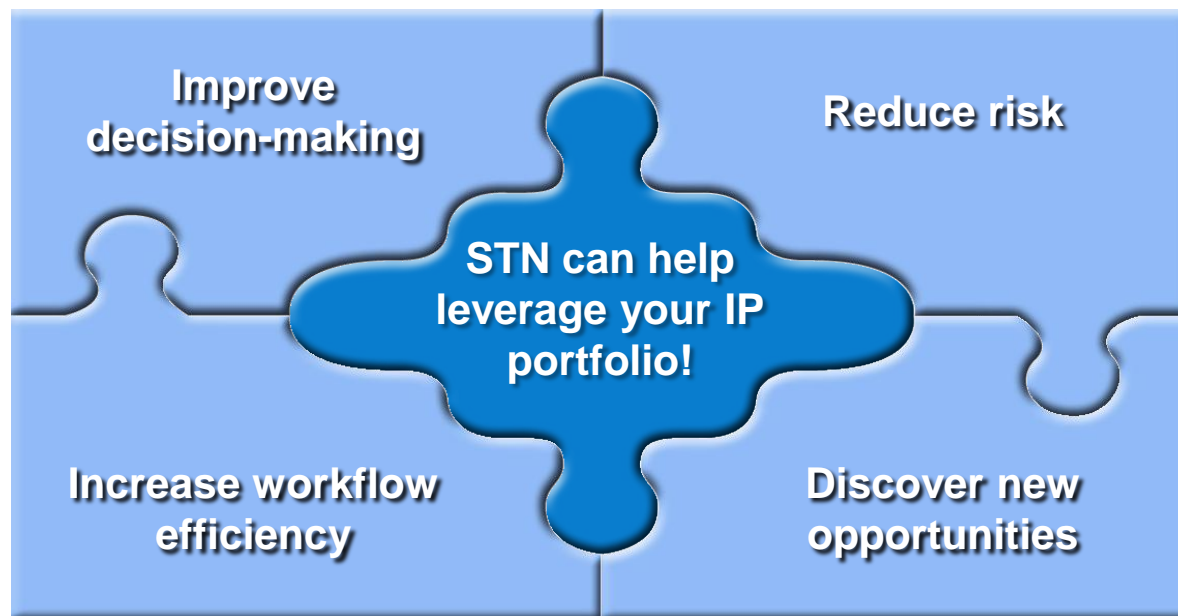 Improve
decision-making
Reduce risk
STN can help
leverage your IP
portfolio!
Increase workflow
efficiency
Discover new
opportunities